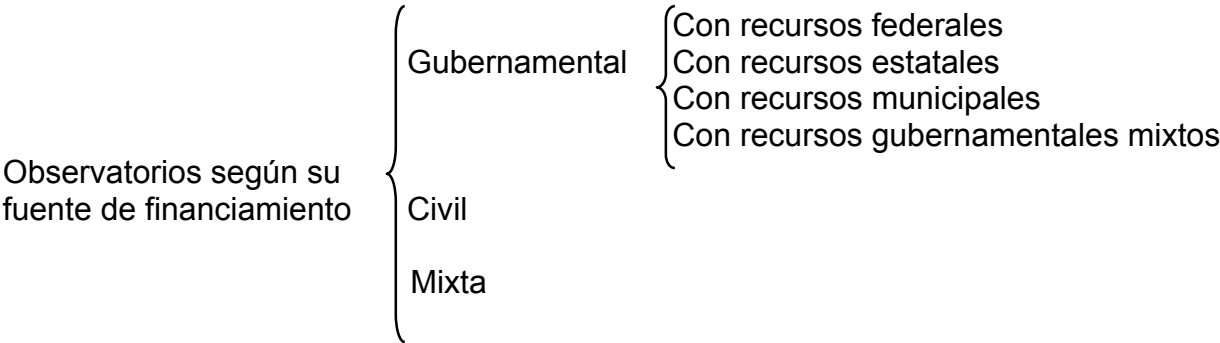 Con recursos federales
Gubernamental
Con recursos estatales
Con recursos municipales
Con recursos gubernamentales mixtos
Observatorios según su
fuente de financiamiento
Civil
Mixta